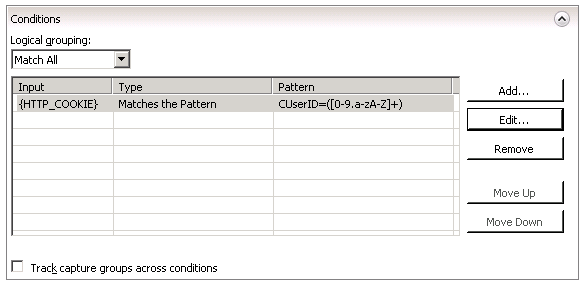 Conditions
Logical grouping:
Match All
Input Type Pattern
{HTTP_COOKIE} Matches the Pattern CUserID=([0-9.a-zA-Z]+)
Add...
Edit...
Remove
Move Up
Move Down
Track capture groups across conditions